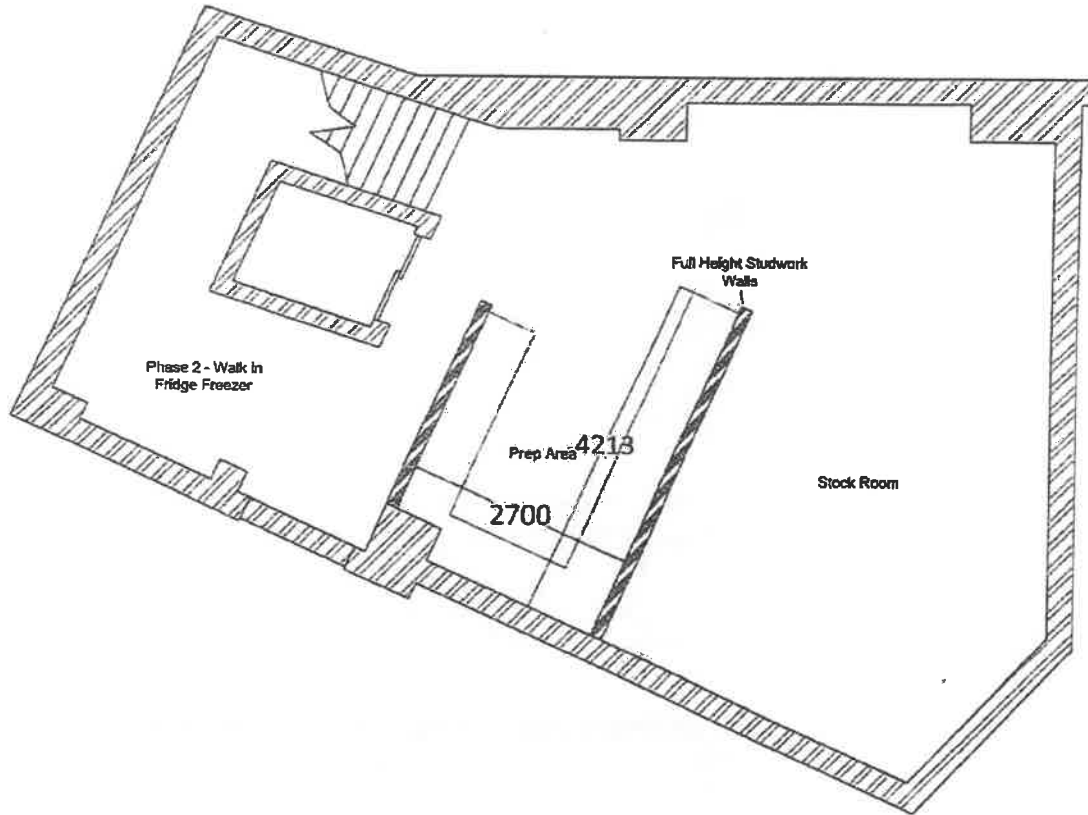 Full Height Studwork
Walls
Phase 2 - Walk in
Fridge Freezer
Prep Area
4213
2700
Stock Room